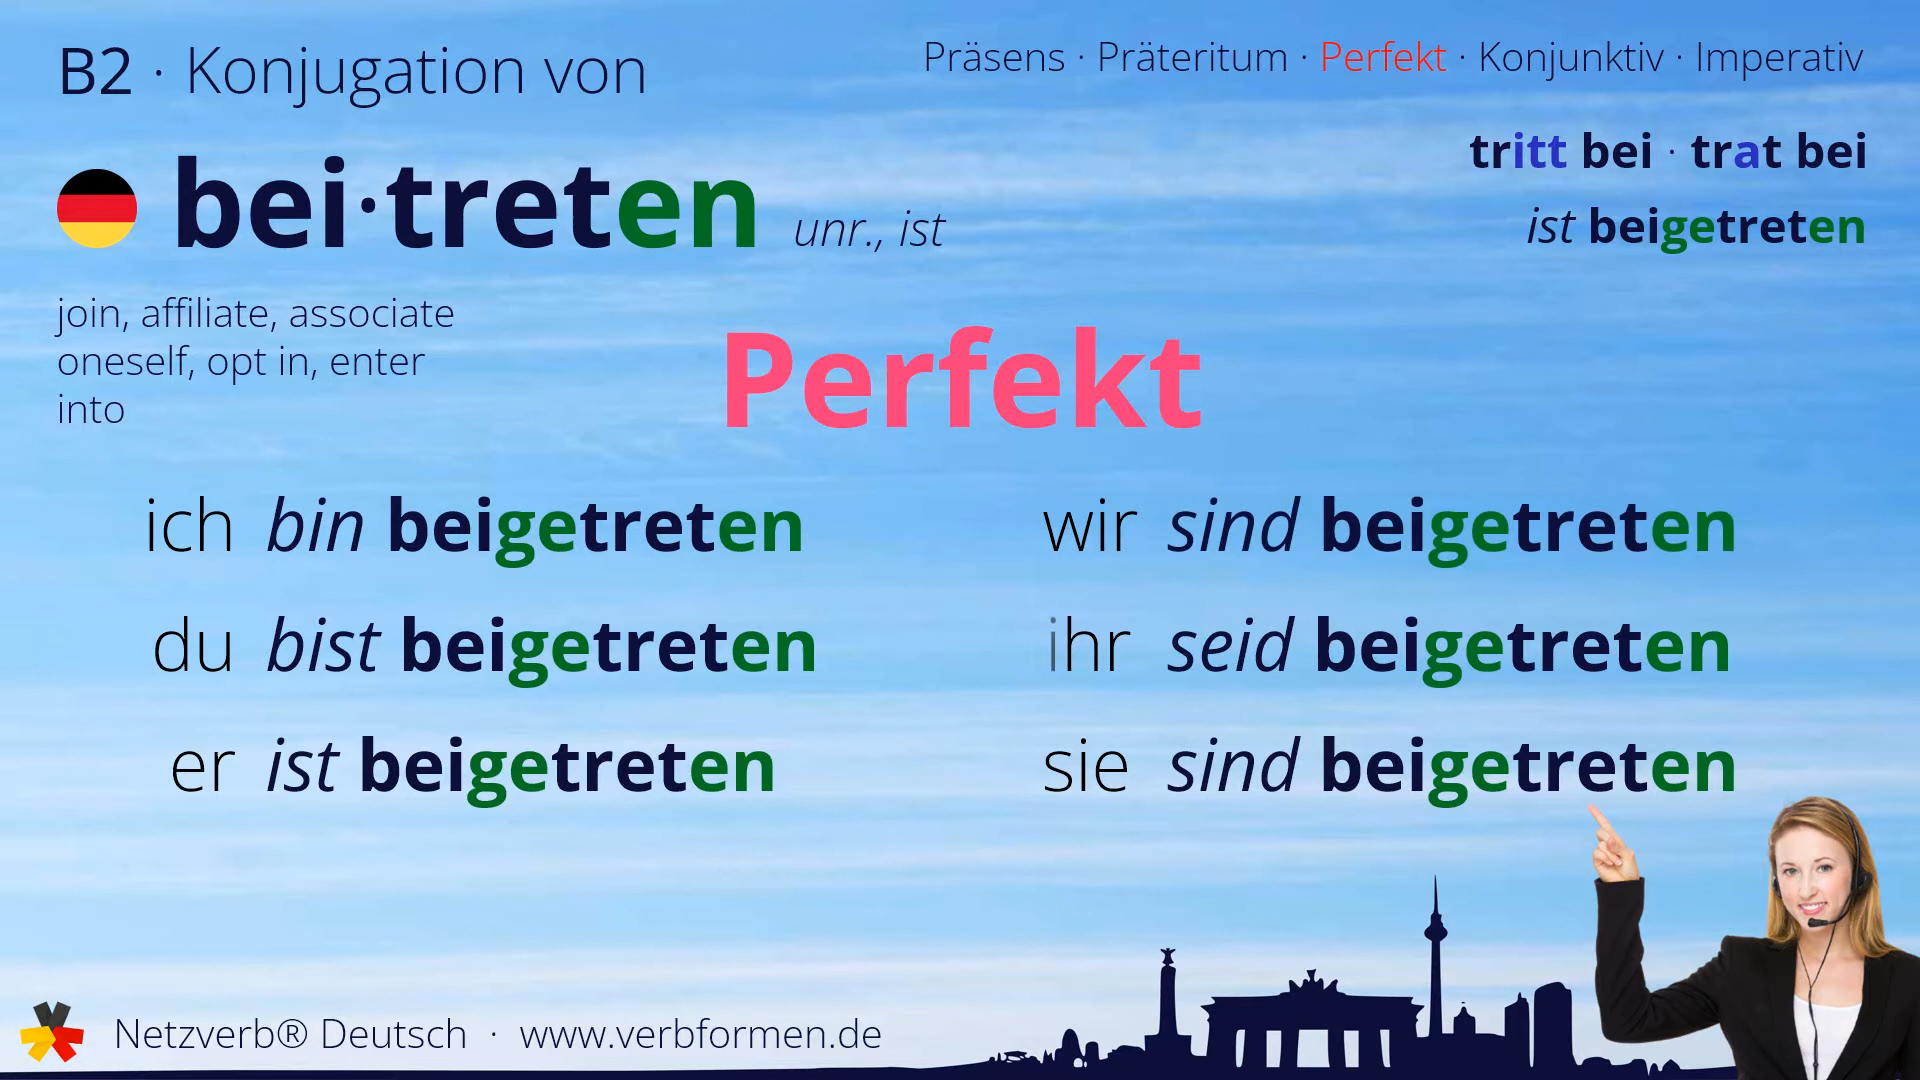 B2 · Konjugation von
Präsens · Präteritum · Perfekt · Konjunktiv · Imperativ
bei·treten unr., ist
tritt bei · trat bei
ist beigetreten
join, affiliate, associate
oneself, opt in, enter
into
Perfekt
ich bin beigetreten
du bist beigetreten
er ist beigetreten
wir sind beigetreten
ihr seid beigetreten
sie sind beigetreten
Netzverb® Deutsch · www.verbformen.de